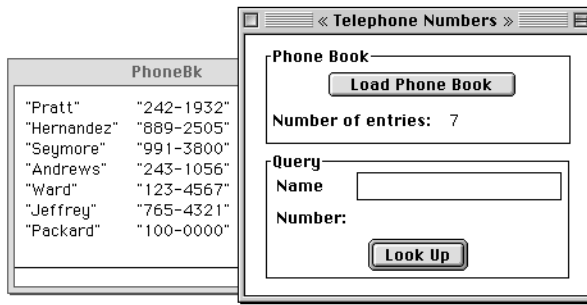 PhoneBk
"Pratt" "242-1932"
"Hernandez" "889-2505"
"Seymore" "991-3800"
"Andrews" "243-1056"
"Ward" "123-4567"
"Jeffrey" "765-4321"
"Packard" "100-0000"
« Telephone Numbers »
Phone Book
Load Phone Book
Number of entries: 7
Query
Name
Number:
Look Up